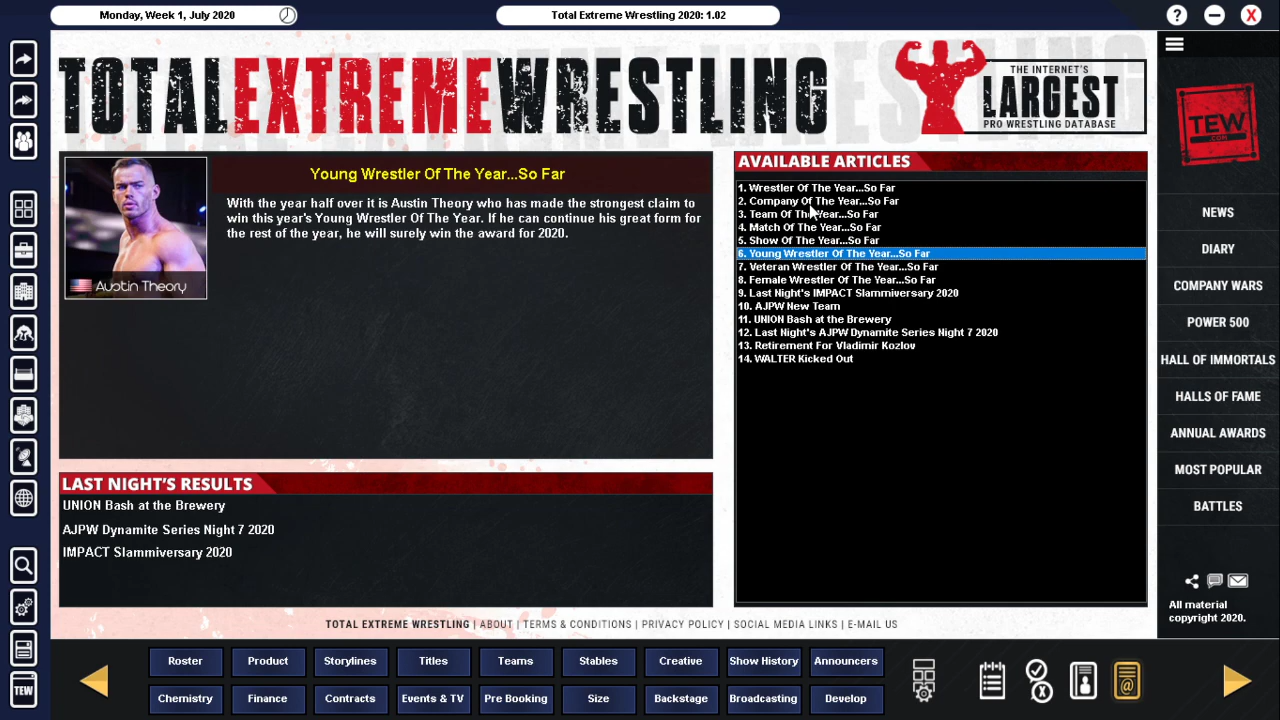 Monday, Week 1, July 2020
Total Extreme Wrestling 2020: 1.02
?
X
TOTALEXTREMEWRESTLING
THE INTERNET'S
LARGEST
PRO WRESTLING DATABASE
TEW
.COM
Young Wrestler Of The Year...So Far
With the year half over it is Austin Theory who has made the strongest claim to
win this year's Young Wrestler Of The Year. If he can continue his great form for
the rest of the year, he will surely win the award for 2020.
Austin Theory
AVAILABLE ARTICLES
1. Wrestler Of The Year...So Far
2. Company Of The Year...So Far
3. Team Of The Year...So Far
4. Match Of The Year...So Far
5. Show Of The Year...So Far
6. Young Wrestler Of The Year...So Far
7. Veteran Wrestler Of The Year...So Far
8. Female Wrestler Of The Year...So Far
9. Last Night's IMPACT Slammiversary 2020
10. AJPW New Team
11. UNION Bash at the Brewery
12. Last Night's AJPW Dynamite Series Night 7 2020
13. Retirement For Vladimir Kozlov
14. WALTER Kicked Out
NEWS
DIARY
COMPANY WARS
POWER 500
HALL OF IMMORTALS
HALLS OF FAME
ANNUAL AWARDS
MOST POPULAR
BATTLES
LAST NIGHT'S RESULTS
UNION Bash at the Brewery
AJPW Dynamite Series Night 7 2020
IMPACT Slammiversary 2020
All material
copyright 2020.
TOTAL EXTREME WRESTLING | ABOUT | TERMS & CONDITIONS | PRIVACY POLICY | SOCIAL MEDIA LINKS | E-MAIL US
Roster
Product
Storylines
Titles
Teams
Stables
Creative
Show History
Announcers
Chemistry
Finance
Contracts
Events & TV
Pre Booking
Size
Backstage
Broadcasting
Develop
TEW